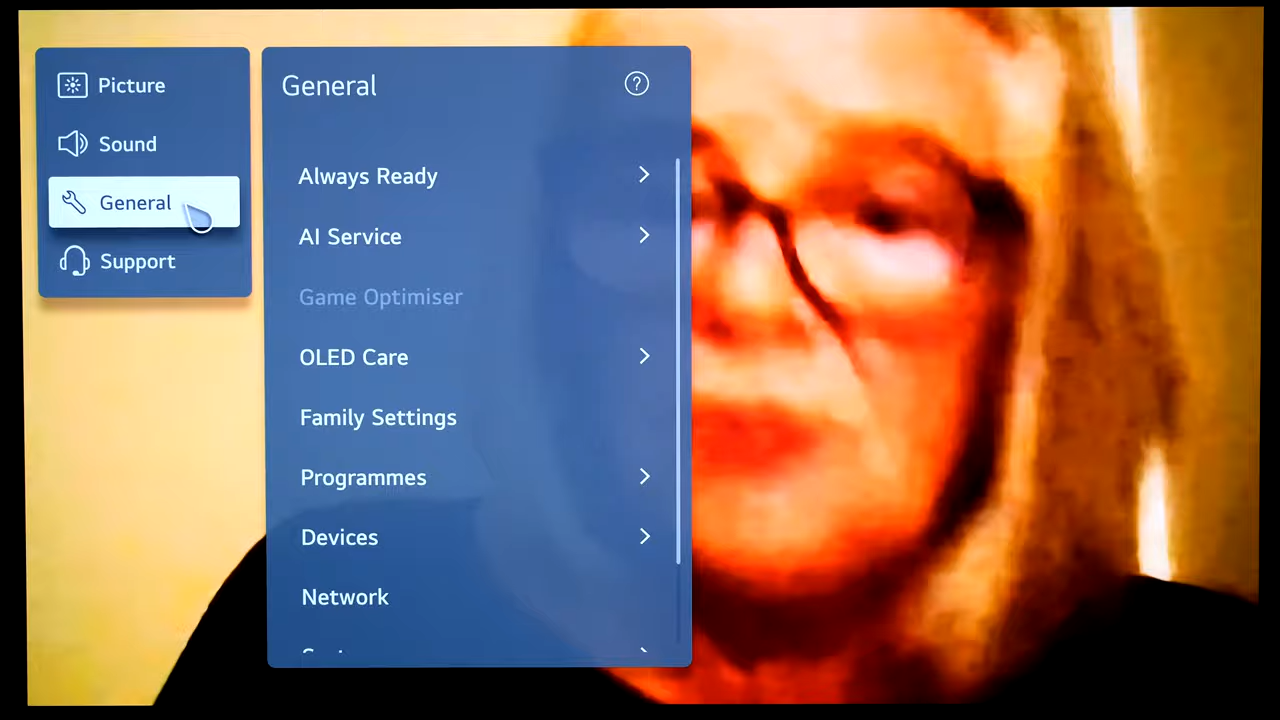 Picture
Sound
General
Support
General
Always Ready
AI Service
Game Optimiser
OLED Care
Family Settings
Programmes
Devices
Network